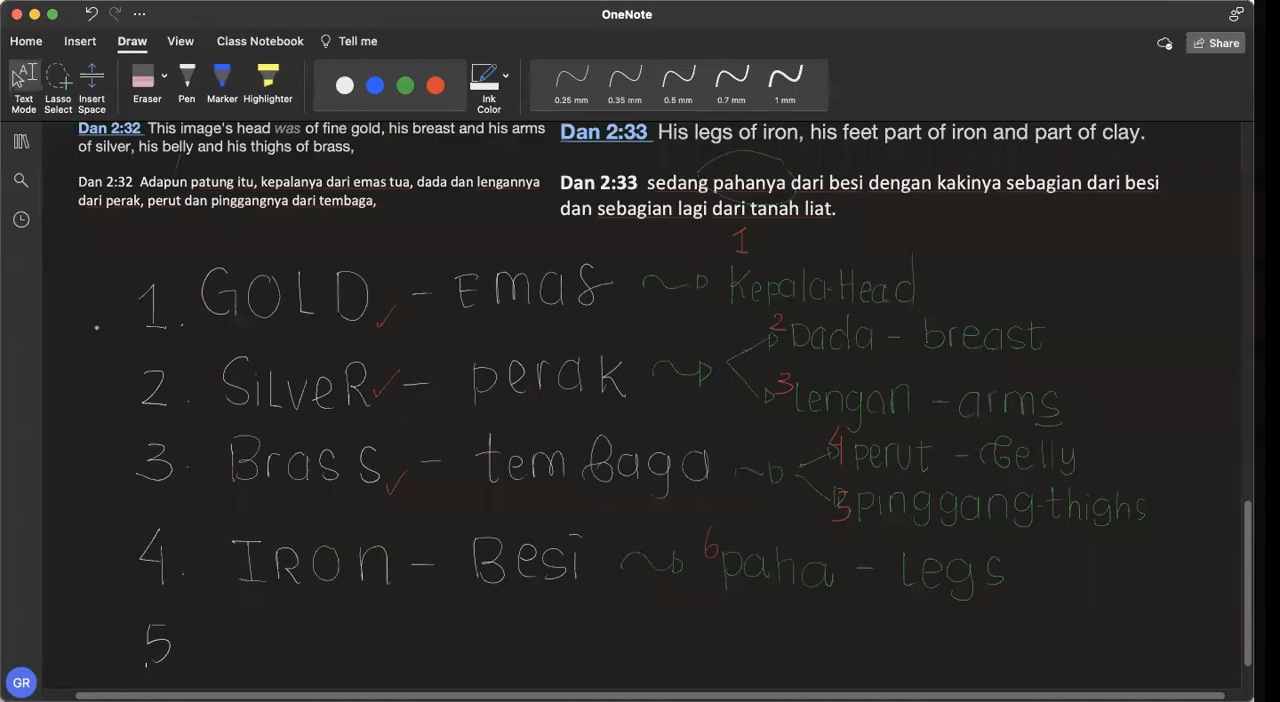 OneNote
Home Insert Draw View Class Notebook Tell me
Share
Text Mode
Lasso Select
Insert Space
Eraser
Pen
Marker
Highlighter
Ink Color
0.25 mm 0.35 mm 0.5 mm 0.7 mm 1 mm
Dan 2:32 This image's head was of fine gold, his breast and his arms
of silver, his belly and his thighs of brass,
Dan 2:32 Adapun patung itu, kepalanya dari emas tua, dada dan lengannya
dari perak, perut dan pinggangnya dari tembaga,
Dan 2:33 His legs of iron, his feet part of iron and part of clay.
Dan 2:33 sedang pahanya dari besi dengan kakinya sebagian dari besi
dan sebagian lagi dari tanah liat.
1
1. GOLD - EMAS Kepala-Head
2 Dada - breast
2. SiLveR - perak
3 lengan - arms
4 perut - Belly
3. Brass - tembaga
5 pinggang-thighs
4. IRon - Besi 6 paha - Legs
5
GR